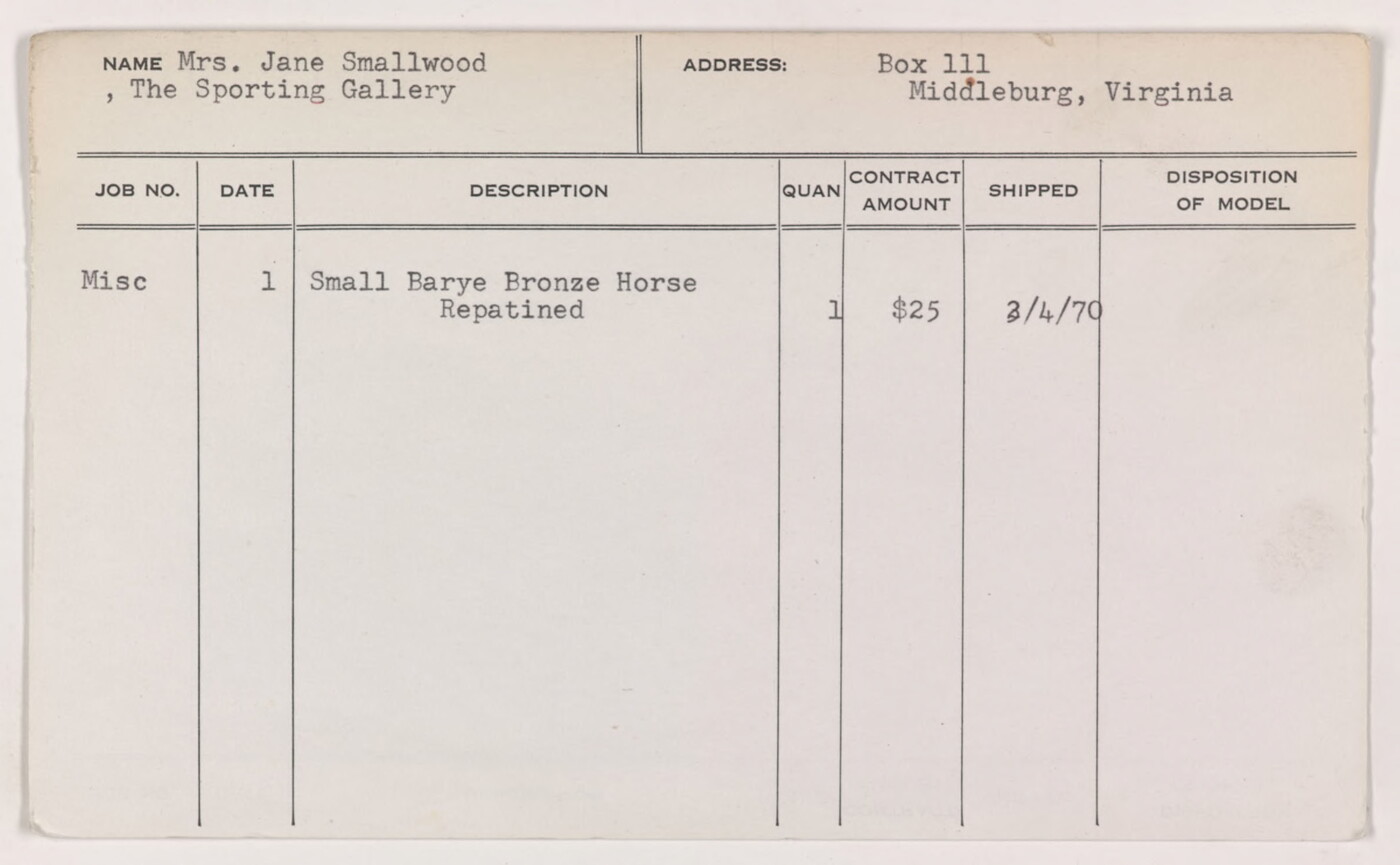 NAME Mrs. Jane Smallwood
, The Sporting Gallery
ADDRESS: Box 111
Middleburg, Virginia
JOB NO. DATE DESCRIPTION QUAN CONTRACT AMOUNT SHIPPED DISPOSITION OF MODEL
Misc 1 Small Barye Bronze Horse
Repatined 1 $25 3/4/70